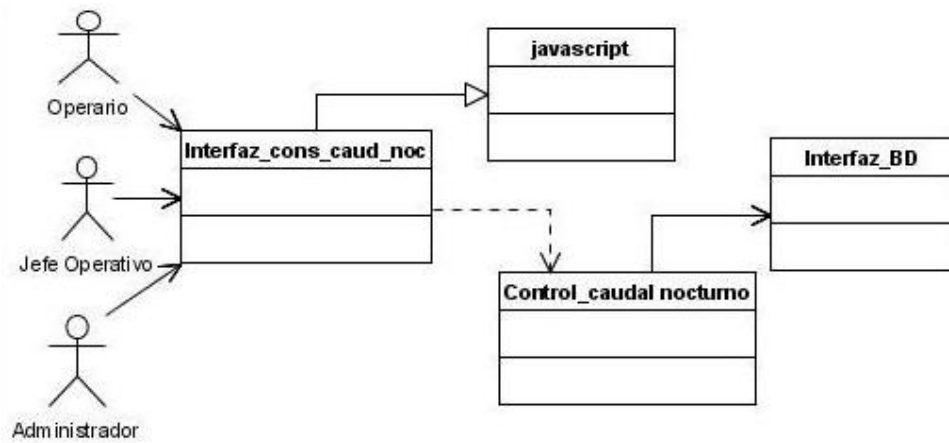 javascript
Operario
Interfaz_cons_caud_noc
Interfaz_BD
Jefe Operativo
Control_caudal nocturno
Administrador